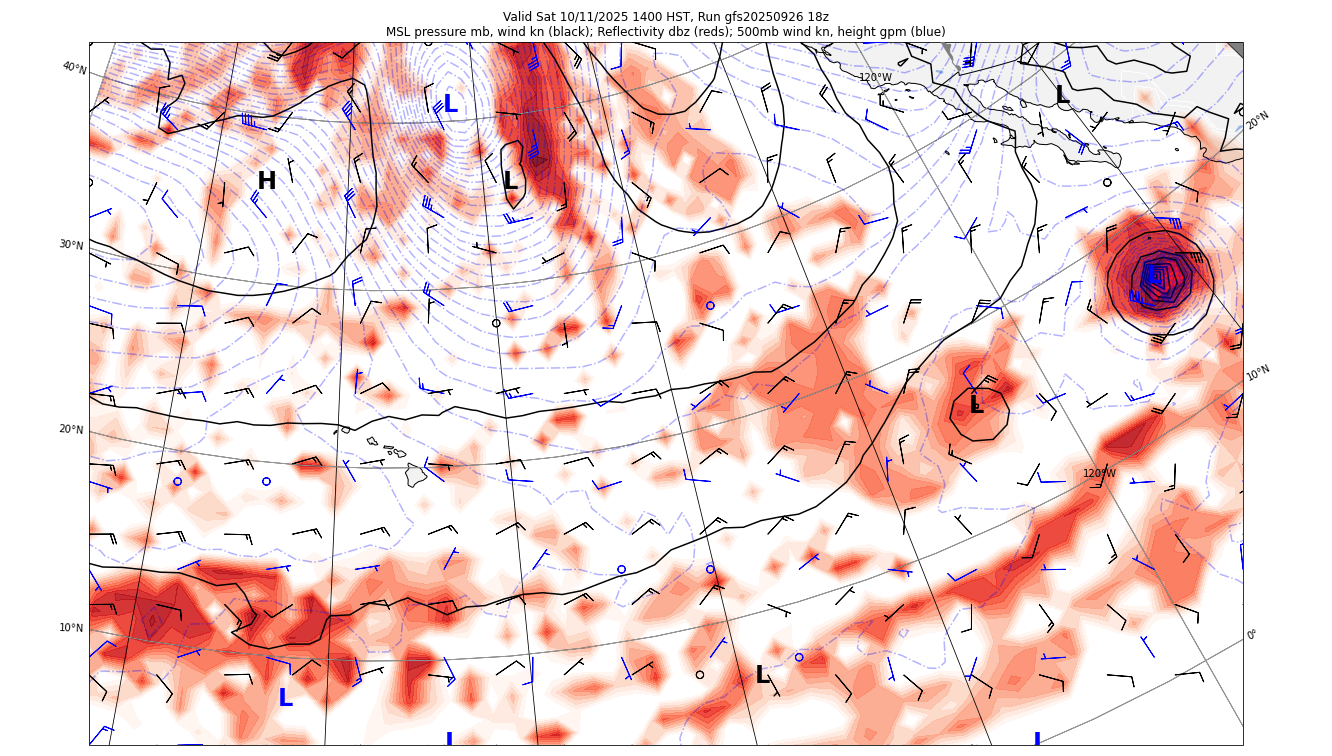 Valid Sat 10/11/2025 1400 HST, Run gfs20250926 18z
MSL pressure mb, wind kn (black); Reflectivity dbz (reds); 500mb wind kn, height gpm (blue)
40°N
120°W
L
L
20°N
H
L
30°N
L
10°N
L
20°N
120°W
10°N
0°
L
L
L
L